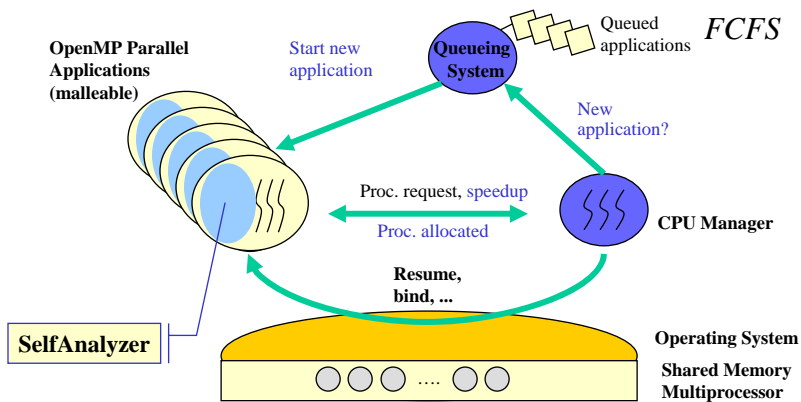 OpenMP Parallel
Applications
(malleable)
Start new
application
Queueing
System
Queued
applications
FCFS
New
application?
Proc. request, speedup
Proc. allocated
CPU Manager
Resume,
bind, ...
SelfAnalyzer
Operating System
Shared Memory
Multiprocessor
....